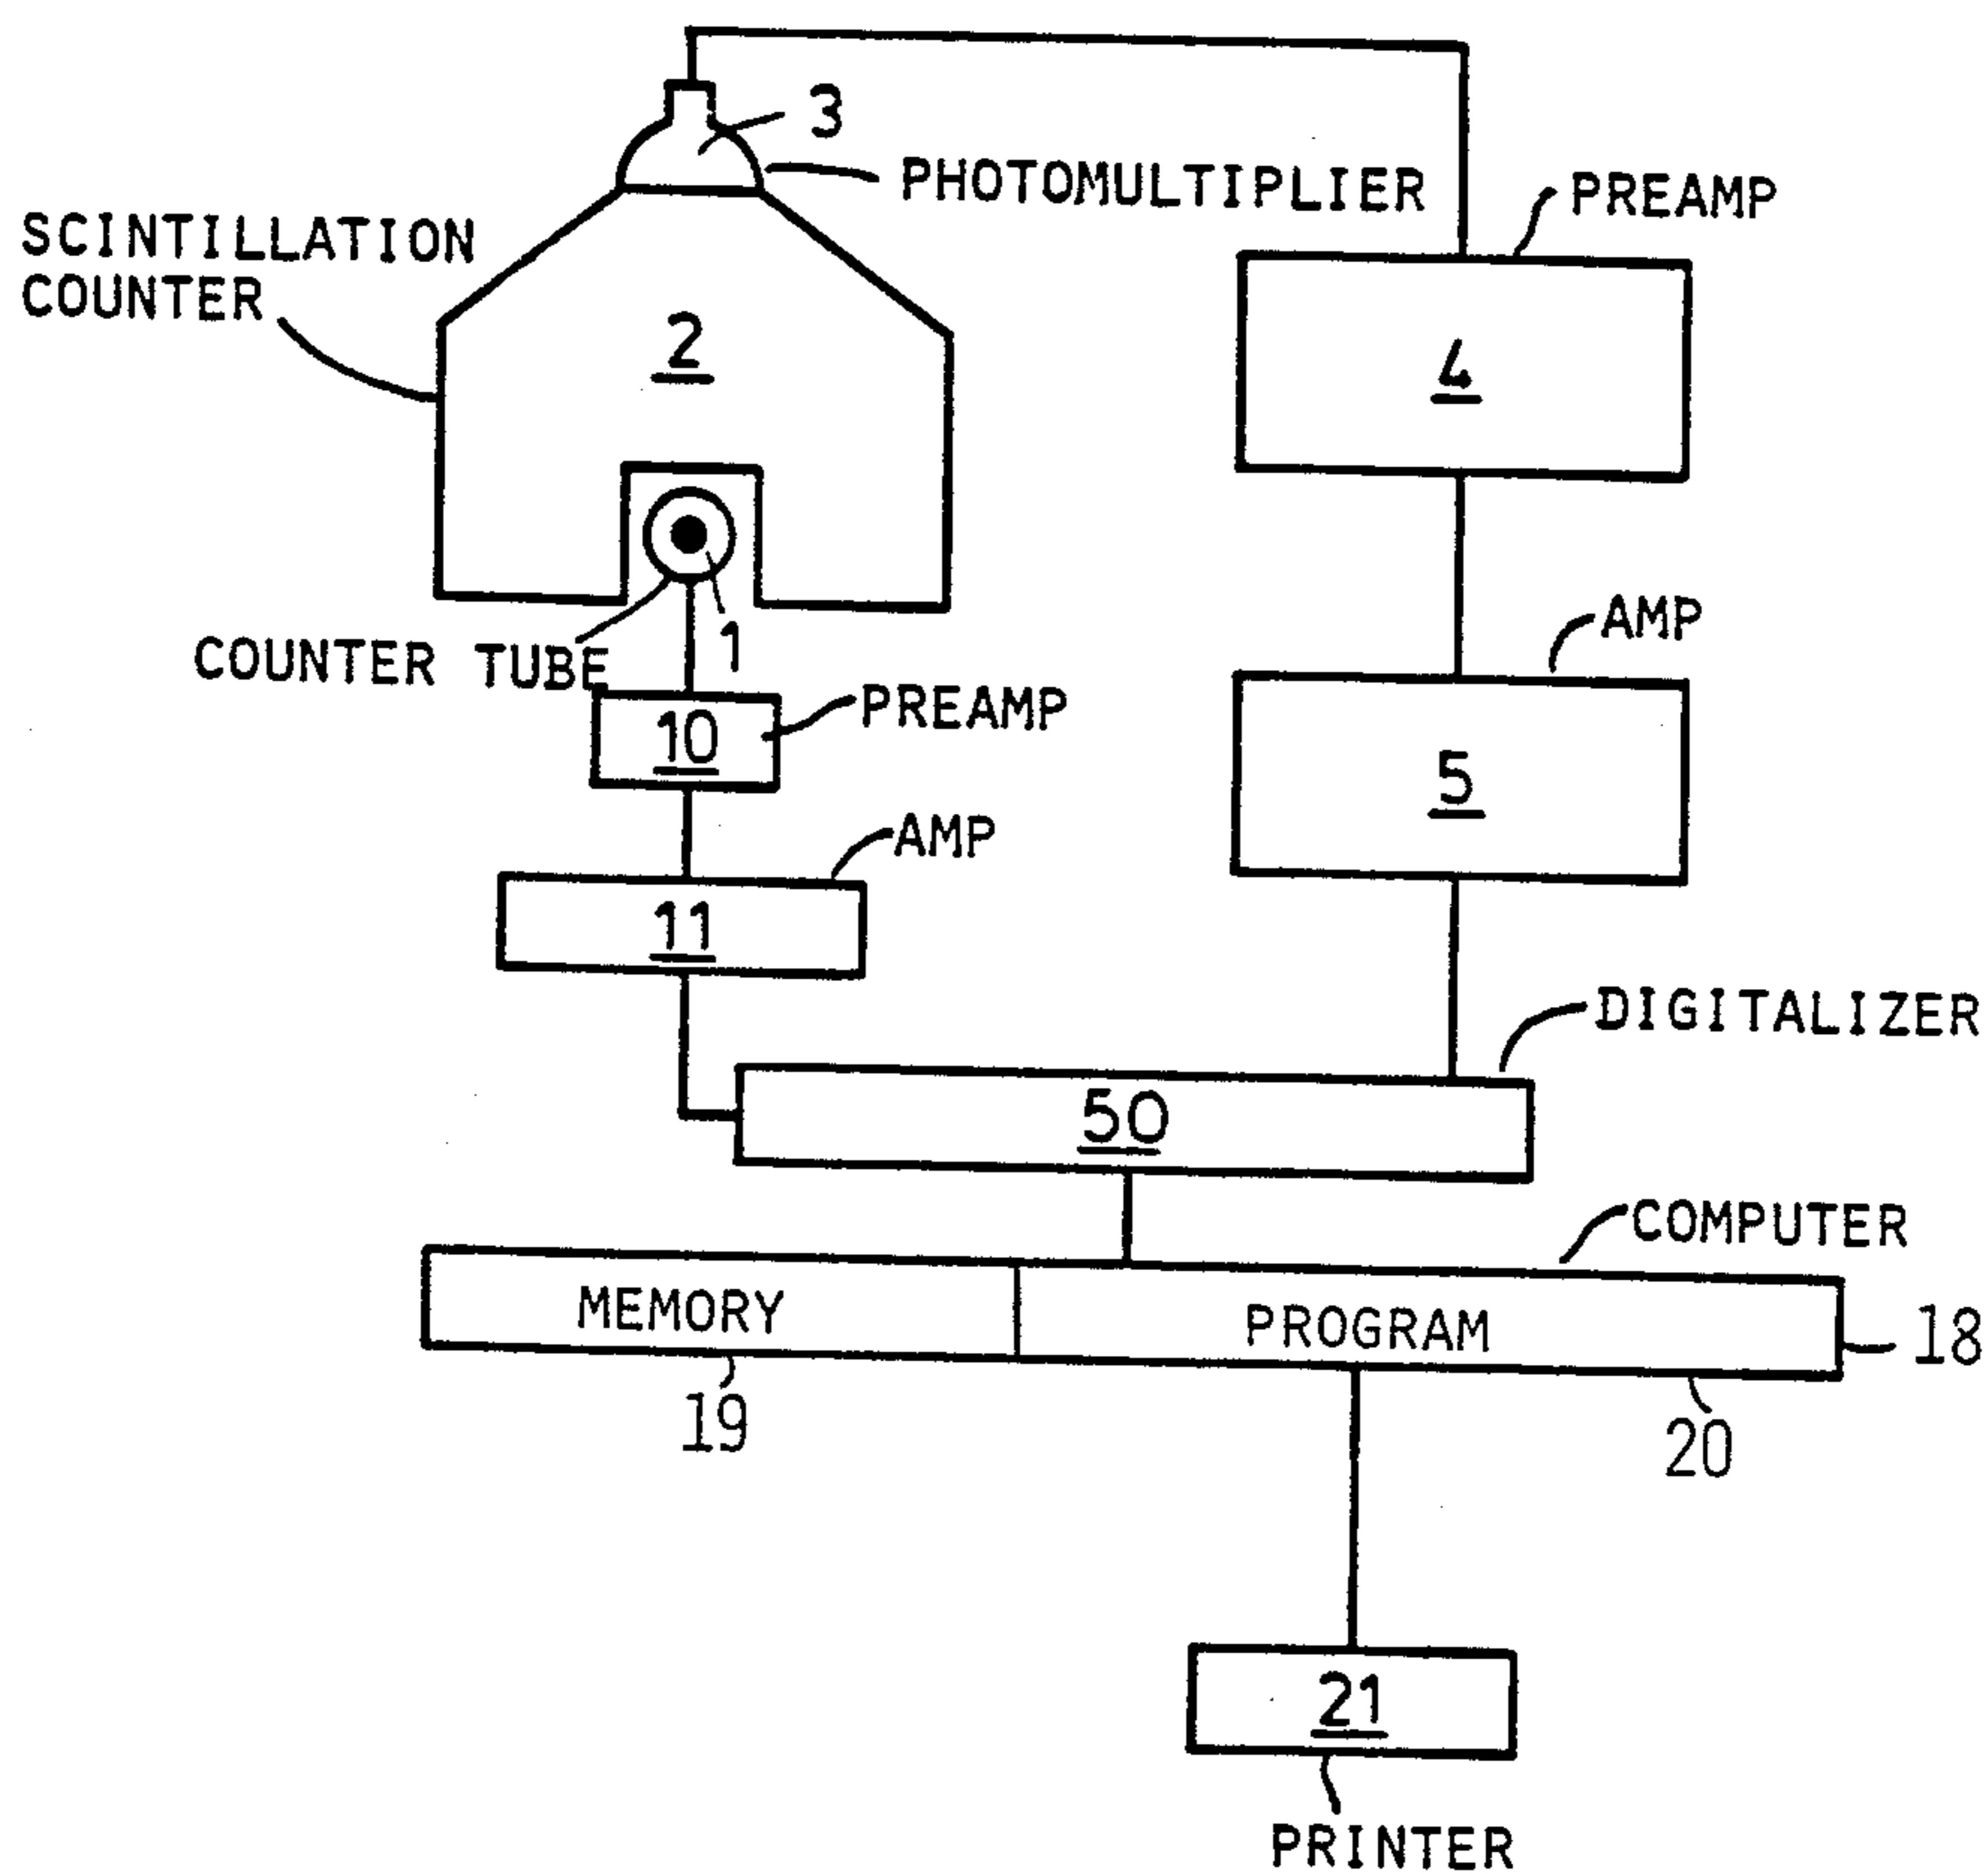 3
PHOTOMULTIPLIER
PREAMP
SCINTILLATION
COUNTER
2
4
COUNTER TUBE
1
AMP
10
PREAMP
5
AMP
11
DIGITALIZER
50
COMPUTER
MEMORY
PROGRAM
18
19
20
21
PRINTER